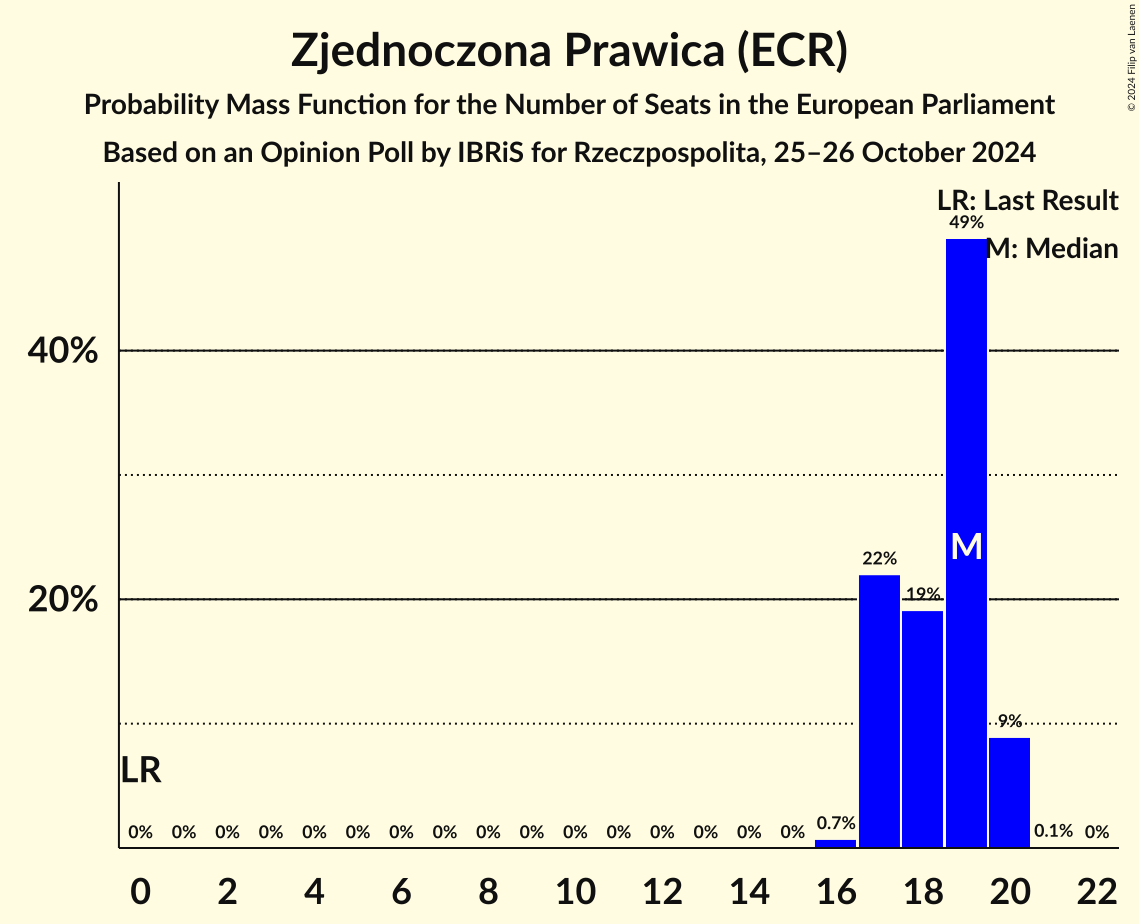 Zjednoczona Prawica (ECR)
Probability Mass Function for the Number of Seats in the European Parliament
Based on an Opinion Poll by IBRiS for Rzeczpospolita, 25–26 October 2024
© 2024 Filip van Laenen
LR: Last Result
M: Median
49%
40%
22%
M
20%
19%
9%
LR
0% 0% 0% 0% 0% 0% 0% 0% 0% 0% 0% 0% 0% 0% 0% 0% 0.7% 0.1% 0%
0 2 4 6 8 10 12 14 16 18 20 22